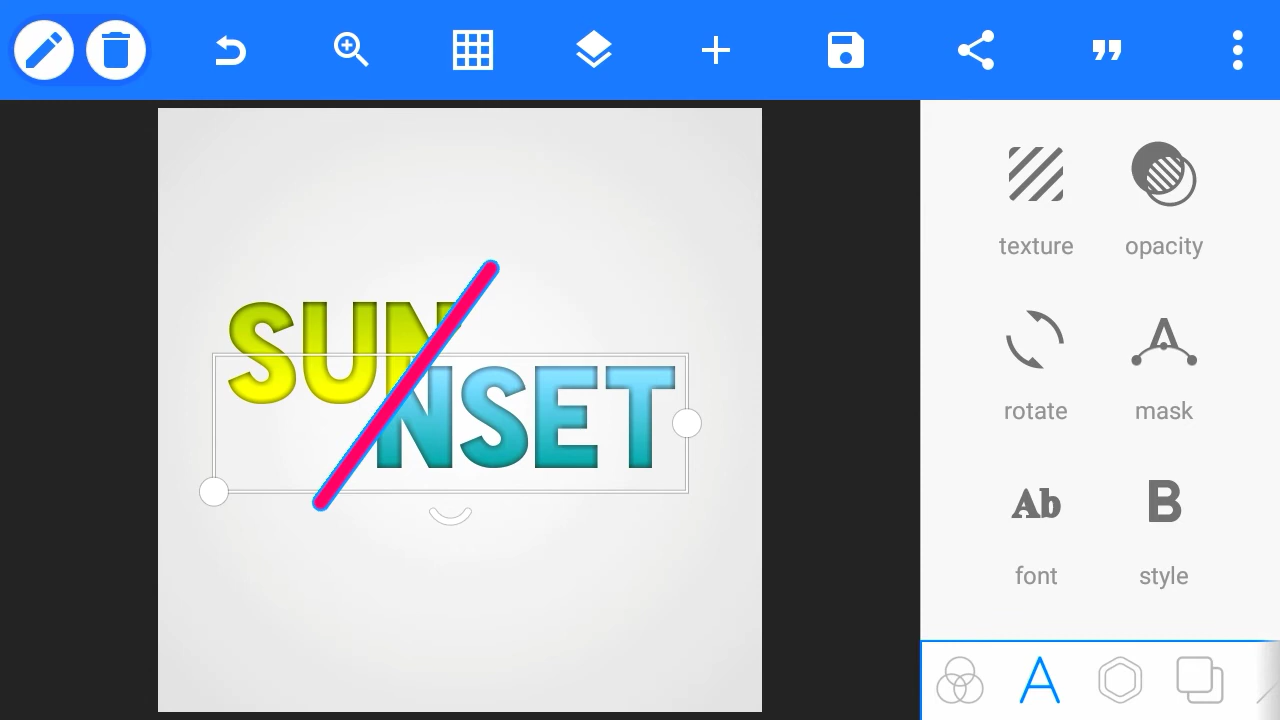 SUN
NSET
texture
opacity
rotate
mask
Ab
B
font
style
A